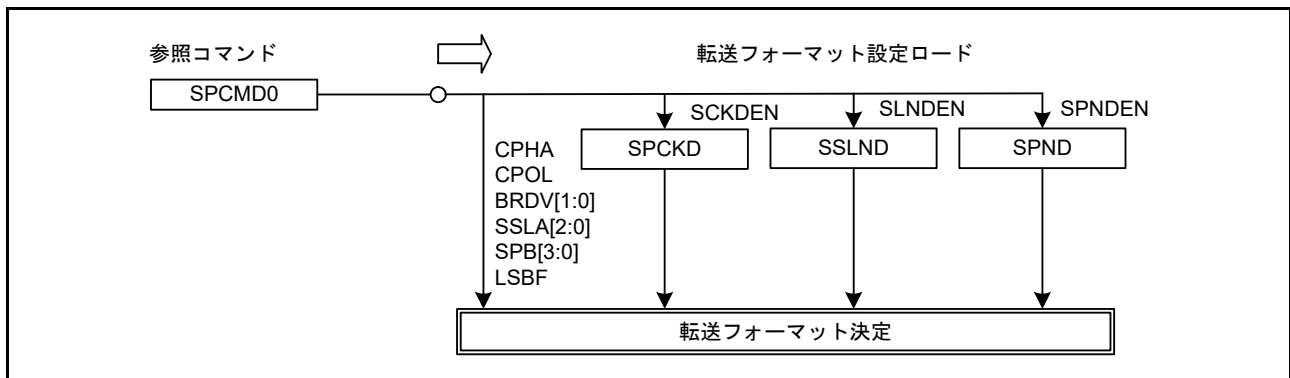 参照コマンド
転送フォーマット設定ロード
SPCMD0
SCKDEN
SLNDEN
SPNDEN
CPHA
CPOL
BRDV[1:0]
SSLA[2:0]
SPB[3:0]
LSBF
SPCKD
SSLND
SPND
転送フォーマット決定